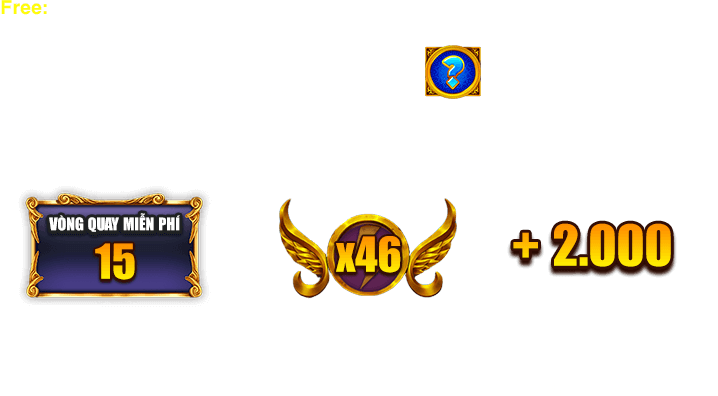 Free:
?
VÒNG QUAY MIỄN PHÍ
15
x46
+ 2.000